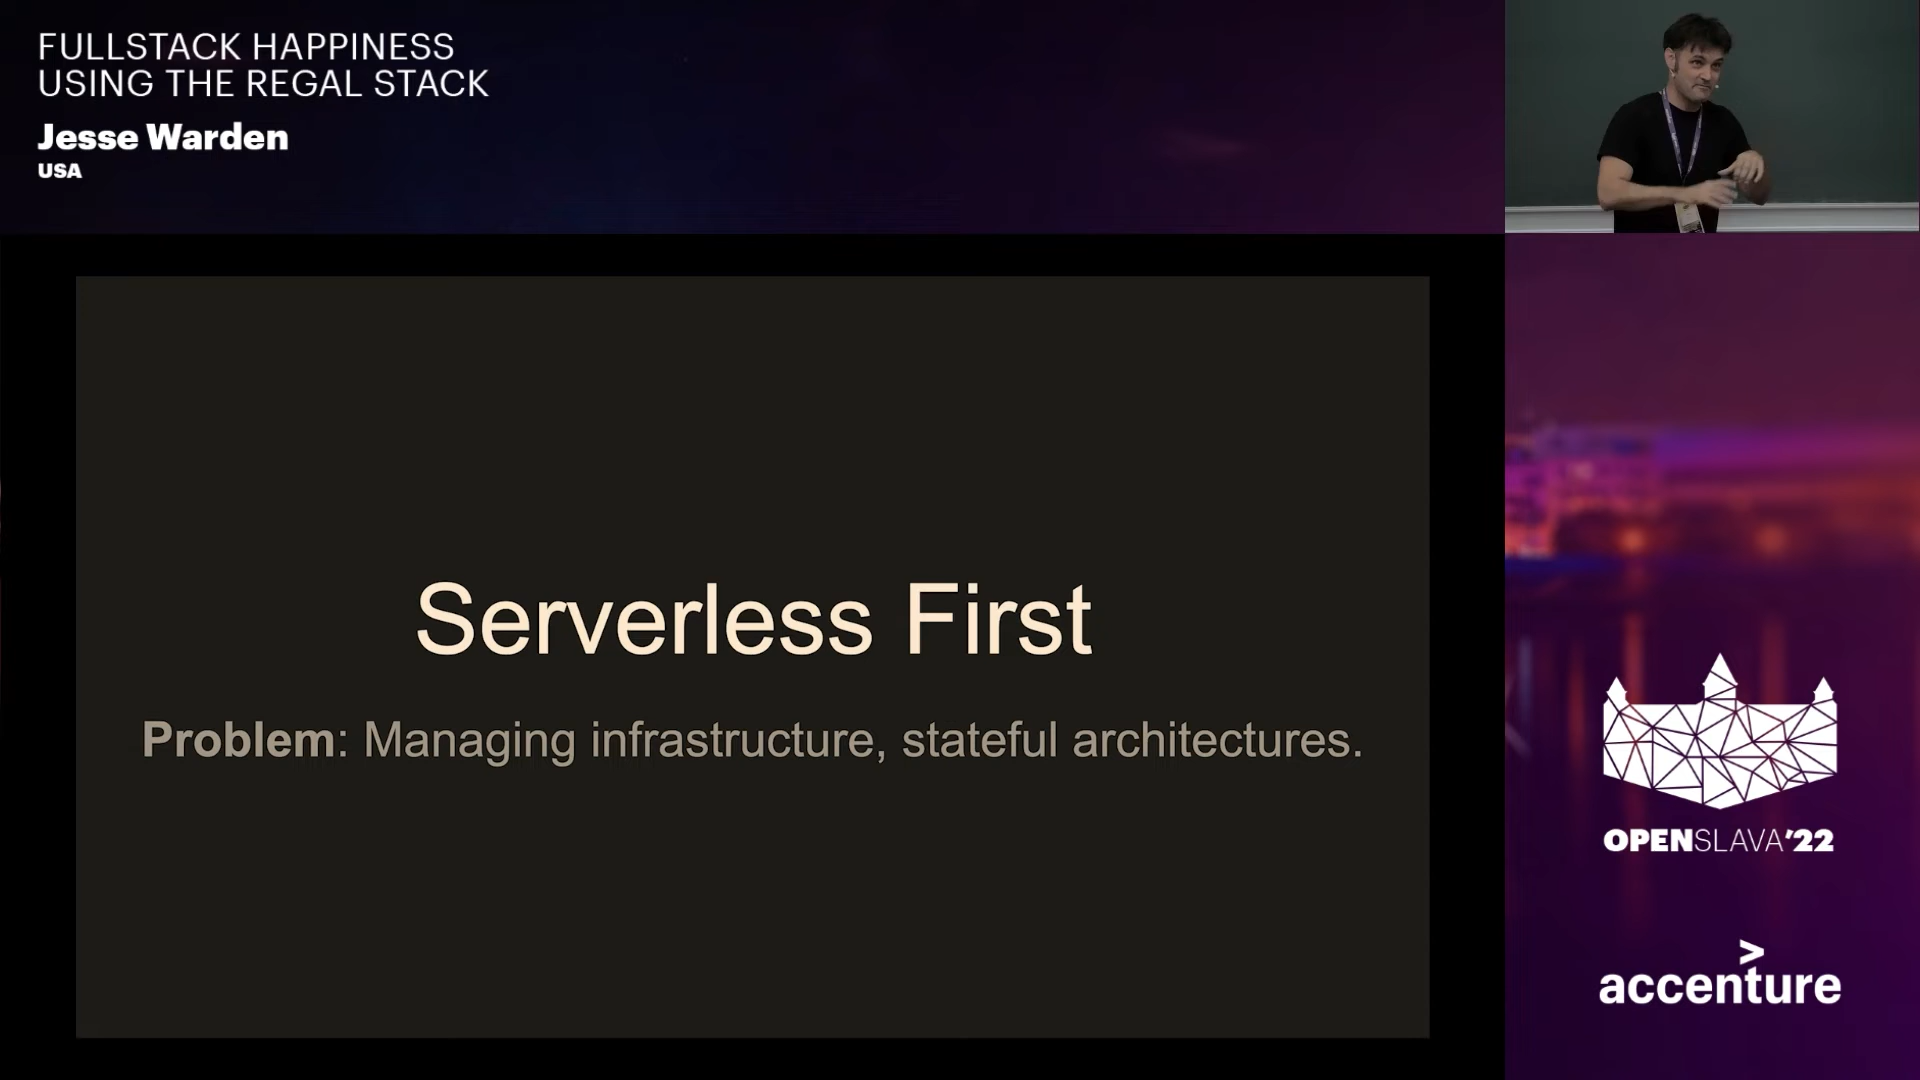 FULLSTACK HAPPINESS
USING THE REGAL STACK
Jesse Warden
USA
Serverless First
Problem: Managing infrastructure, stateful architectures.
OPENSLAVA'22
>
accenture